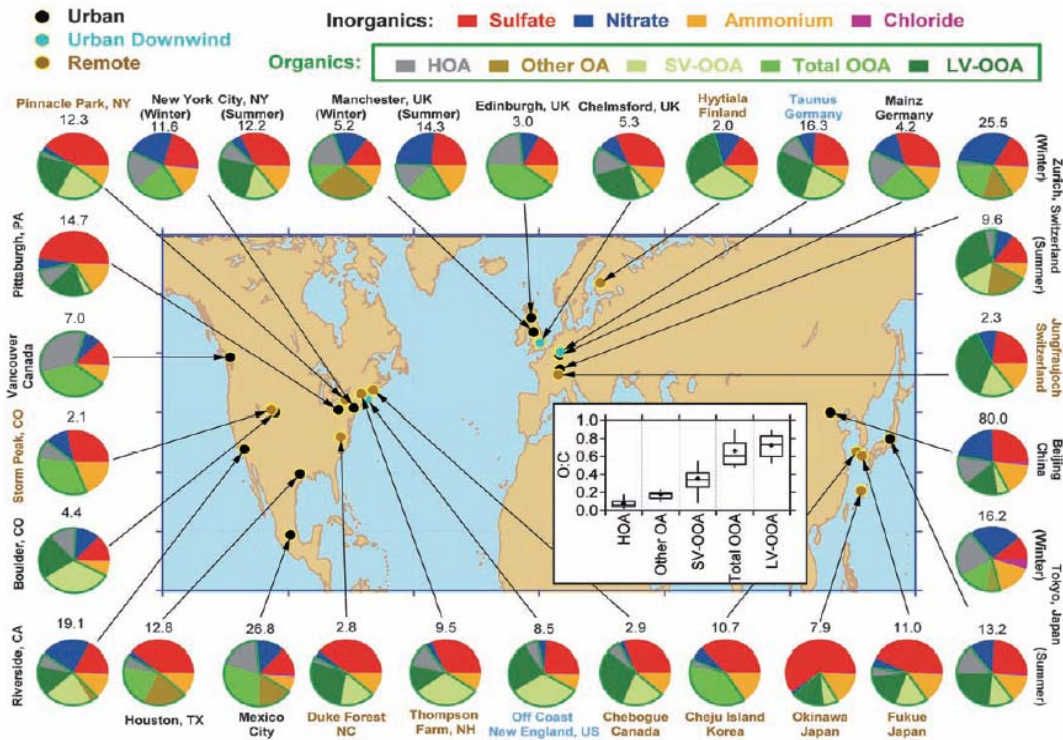 Urban
Urban Downwind
Remote
Inorganics: Sulfate Nitrate Ammonium Chloride
Organics: HOA Other OA SV-OOA Total OOA LV-OOA
Pinnacle Park, NY
12.3
New York City, NY
(Winter) (Summer)
11.6 12.2
Manchester, UK
(Winter) (Summer)
5.2 14.3
Edinburgh, UK
3.0
Chelmsford, UK
5.3
Hyytiala
Finland
2.0
Taunus
Germany
16.3
Mainz
Germany
4.2
25.5
(Winter)
Zurich, Switzerland
9.6
(Summer)
Pittsburgh, PA
14.7
Vancouver
Canada
7.0
Jungfraujoch
Switzerland
2.3
Storm Peak, CO
2.1
Beijing
China
80.0
Boulder, CO
4.4
16.2
(Winter)
Tokyo, Japan
13.2
(Summer)
O:C
1.0
0.8
0.6
0.4
0.2
0.0
HOA
Other OA
SV-OOA
Total OOA
LV-OOA
Riverside, CA
19.1
12.8
Houston, TX
26.8
Mexico
City
2.8
Duke Forest
NC
9.5
Thompson
Farm, NH
8.5
Off Coast
New England, US
2.9
Chebogue
Canada
10.7
Cheju Island
Korea
7.9
Okinawa
Japan
11.0
Fukue
Japan